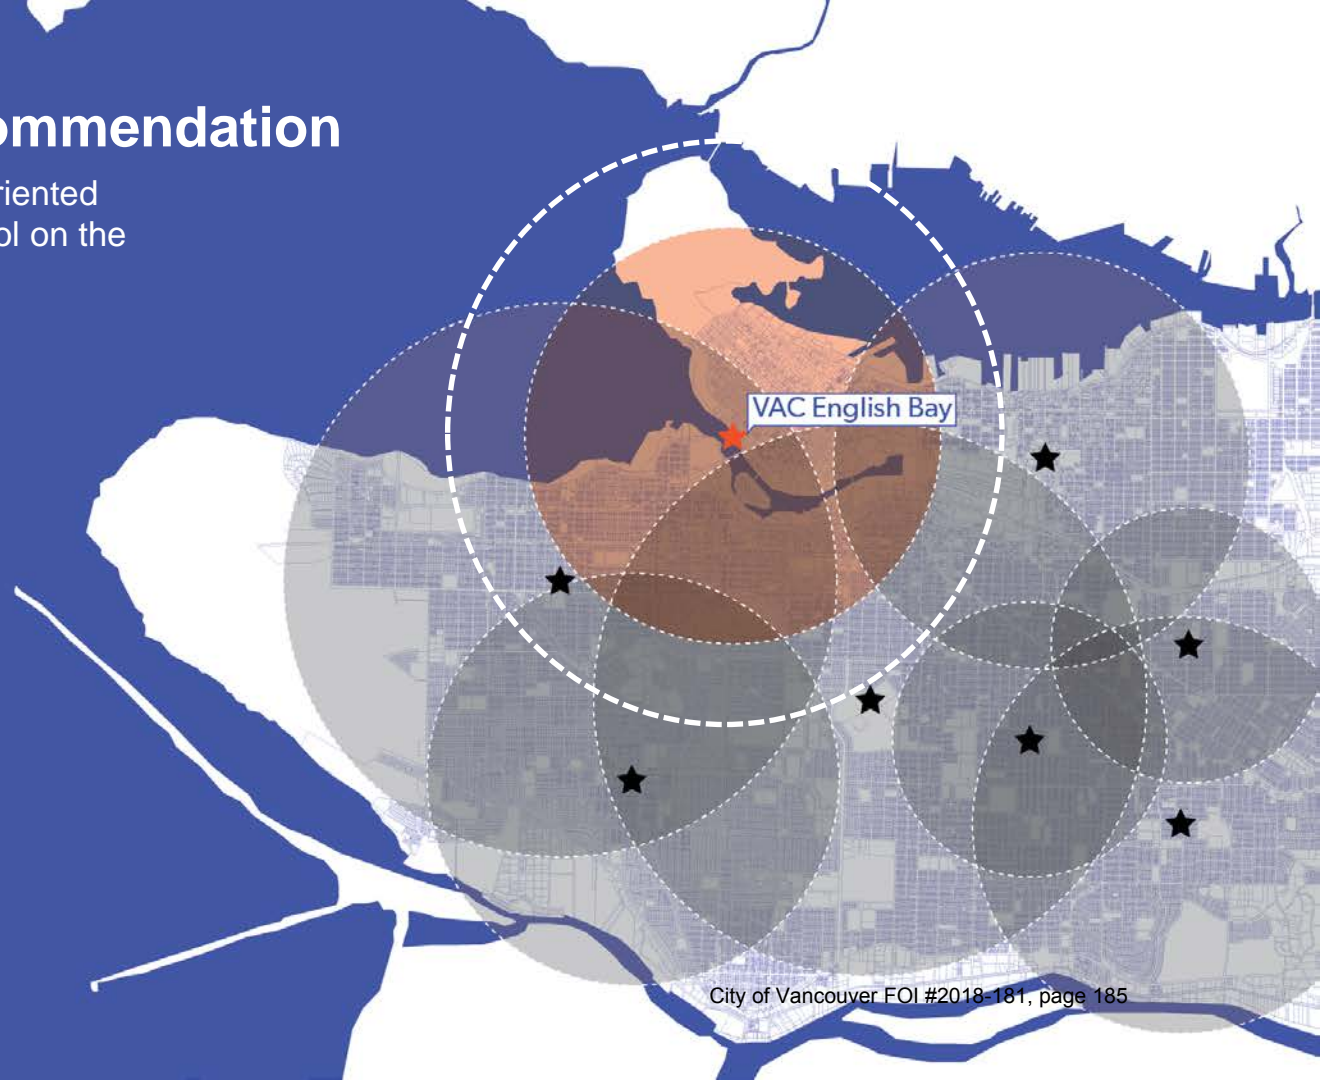 ommendation
riented
ol on the
VAC English Bay
City of Vancouver FOI #2018-181, page 185